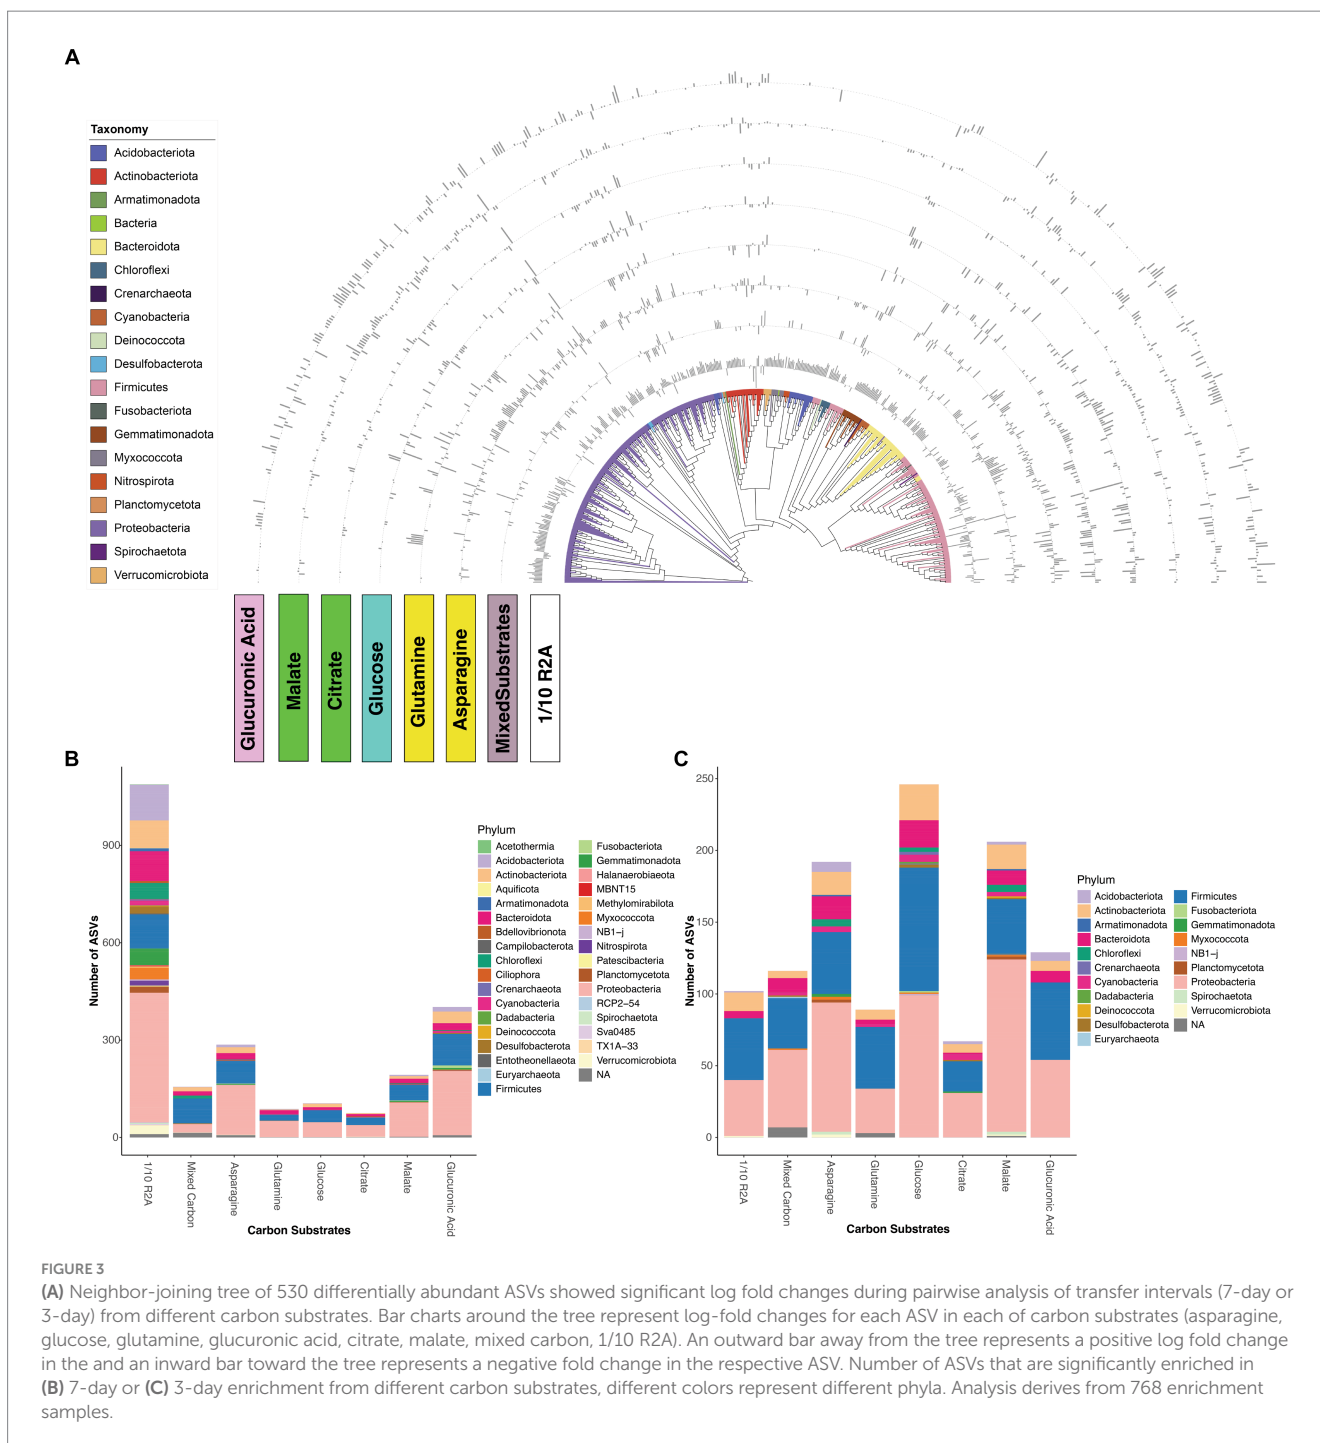 A
Taxonomy
Acidobacteriota
Actinobacteriota
Armatimonadota
Bacteria
Bacteroidota
Chloroflexi
Crenarchaeota
Cyanobacteria
Deinococcota
Desulfobacterota
Firmicutes
Fusobacteriota
Gemmatimonadota
Myxococcota
Nitrospirota
Planctomycetota
Proteobacteria
Spirochaetota
Verrucomicrobiota
Glucuronic Acid
Malate
Citrate
Glucose
Glutamine
Asparagine
MixedSubstrates
1/10 R2A
B
Number of ASVs
900
600
300
0
1/10 R2A
Mixed Carbon
Asparagine
Glutamine
Glucose
Citrate
Malate
Glucuronic Acid
Carbon Substrates
Phylum
Acetothermia
Acidobacteriota
Actinobacteriota
Aquificota
Armatimonadota
Bacteroidota
Bdellovibrionota
Campilobacterota
Chloroflexi
Ciliophora
Crenarchaeota
Cyanobacteria
Dadabacteria
Deinococcota
Desulfobacterota
Entotheonellaeota
Euryarchaeota
Firmicutes
Fusobacteriota
Gemmatimonadota
Halanaerobiaeota
MBNT15
Methylomirabilota
Myxococcota
NB1-j
Nitrospirota
Patescibacteria
Planctomycetota
Proteobacteria
RCP2-54
Spirochaetota
Sva0485
TX1A-33
Verrucomicrobiota
NA
C
Number of ASVs
250
200
150
100
50
0
1/10 R2A
Mixed Carbon
Asparagine
Glutamine
Glucose
Citrate
Malate
Glucuronic Acid
Carbon Substrates
Phylum
Acidobacteriota
Actinobacteriota
Armatimonadota
Bacteroidota
Chloroflexi
Crenarchaeota
Cyanobacteria
Dadabacteria
Deinococcota
Desulfobacterota
Euryarchaeota
Firmicutes
Fusobacteriota
Gemmatimonadota
Myxococcota
NB1-j
Planctomycetota
Proteobacteria
Spirochaetota
Verrucomicrobiota
NA
FIGURE 3
(A) Neighbor-joining tree of 530 differentially abundant ASVs showed significant log fold changes during pairwise analysis of transfer intervals (7-day or
3-day) from different carbon substrates. Bar charts around the tree represent log-fold changes for each ASV in each of carbon substrates (asparagine,
glucose, glutamine, glucuronic acid, citrate, malate, mixed carbon, 1/10 R2A). An outward bar away from the tree represents a positive log fold change
in the and an inward bar toward the tree represents a negative fold change in the respective ASV. Number of ASVs that are significantly enriched in
(B) 7-day or (C) 3-day enrichment from different carbon substrates, different colors represent different phyla. Analysis derives from 768 enrichment
samples.